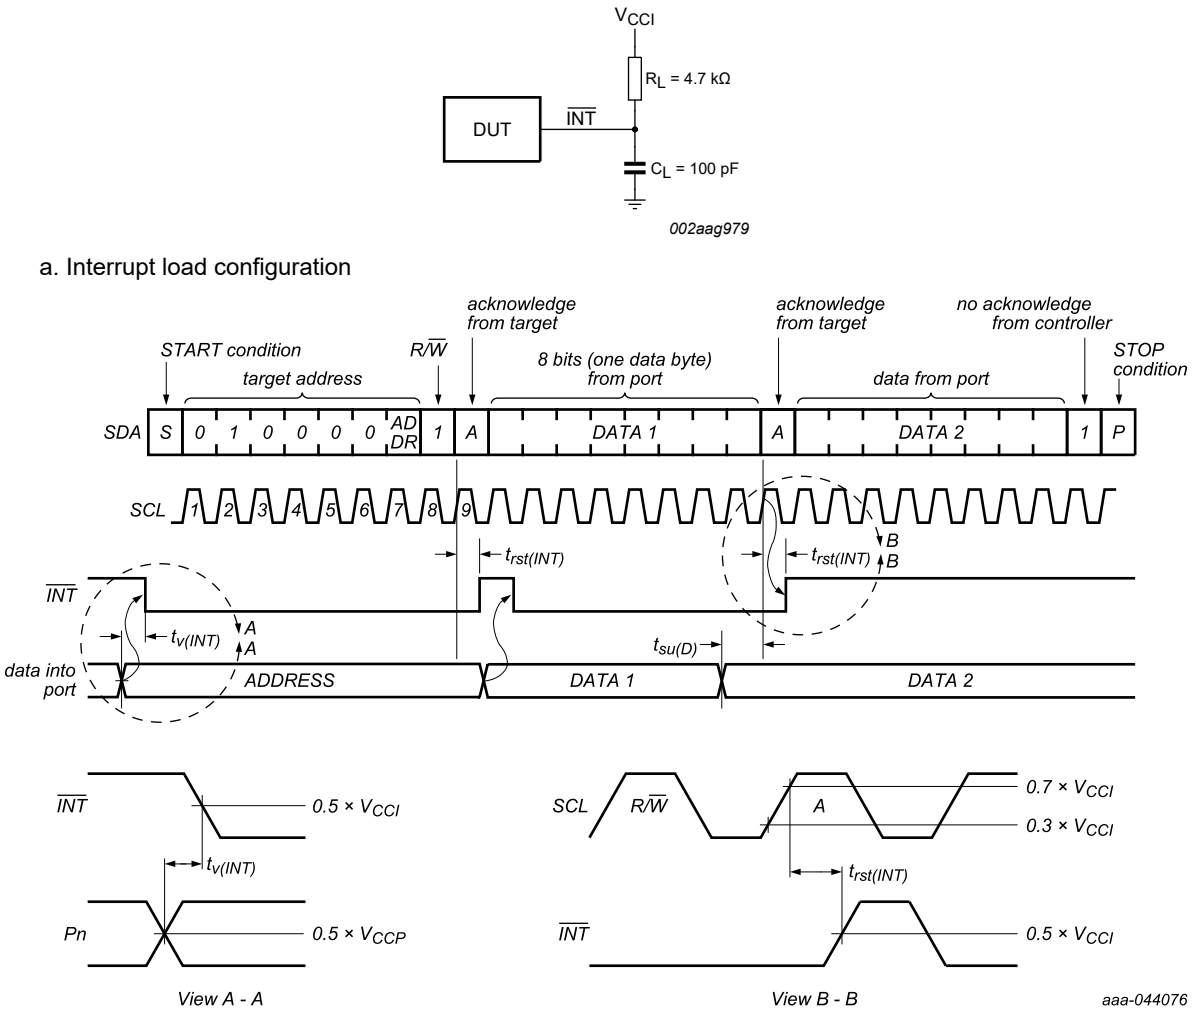 VCCI
RL = 4.7 kΩ
DUT
INT
CL = 100 pF
002aag979
a. Interrupt load configuration
acknowledge
from target
acknowledge
from target
no acknowledge
from controller
START condition
R/W
8 bits (one data byte)
from port
STOP
condition
target address
data from port
SDA S 0 1 0 0 0 0 AD
DR 1 A DATA 1 A DATA 2 1 P
SCL 1 2 3 4 5 6 7 8 9
B
B
trst(INT)
trst(INT)
INT
A
A
tv(INT)
tsu(D)
data into
port
ADDRESS
DATA 1
DATA 2
INT
0.5 × VCCI
tv(INT)
Pn
0.5 × VCCP
View A - A
SCL
R/W
A
0.7 × VCCI
0.3 × VCCI
trst(INT)
INT
0.5 × VCCI
View B - B
aaa-044076